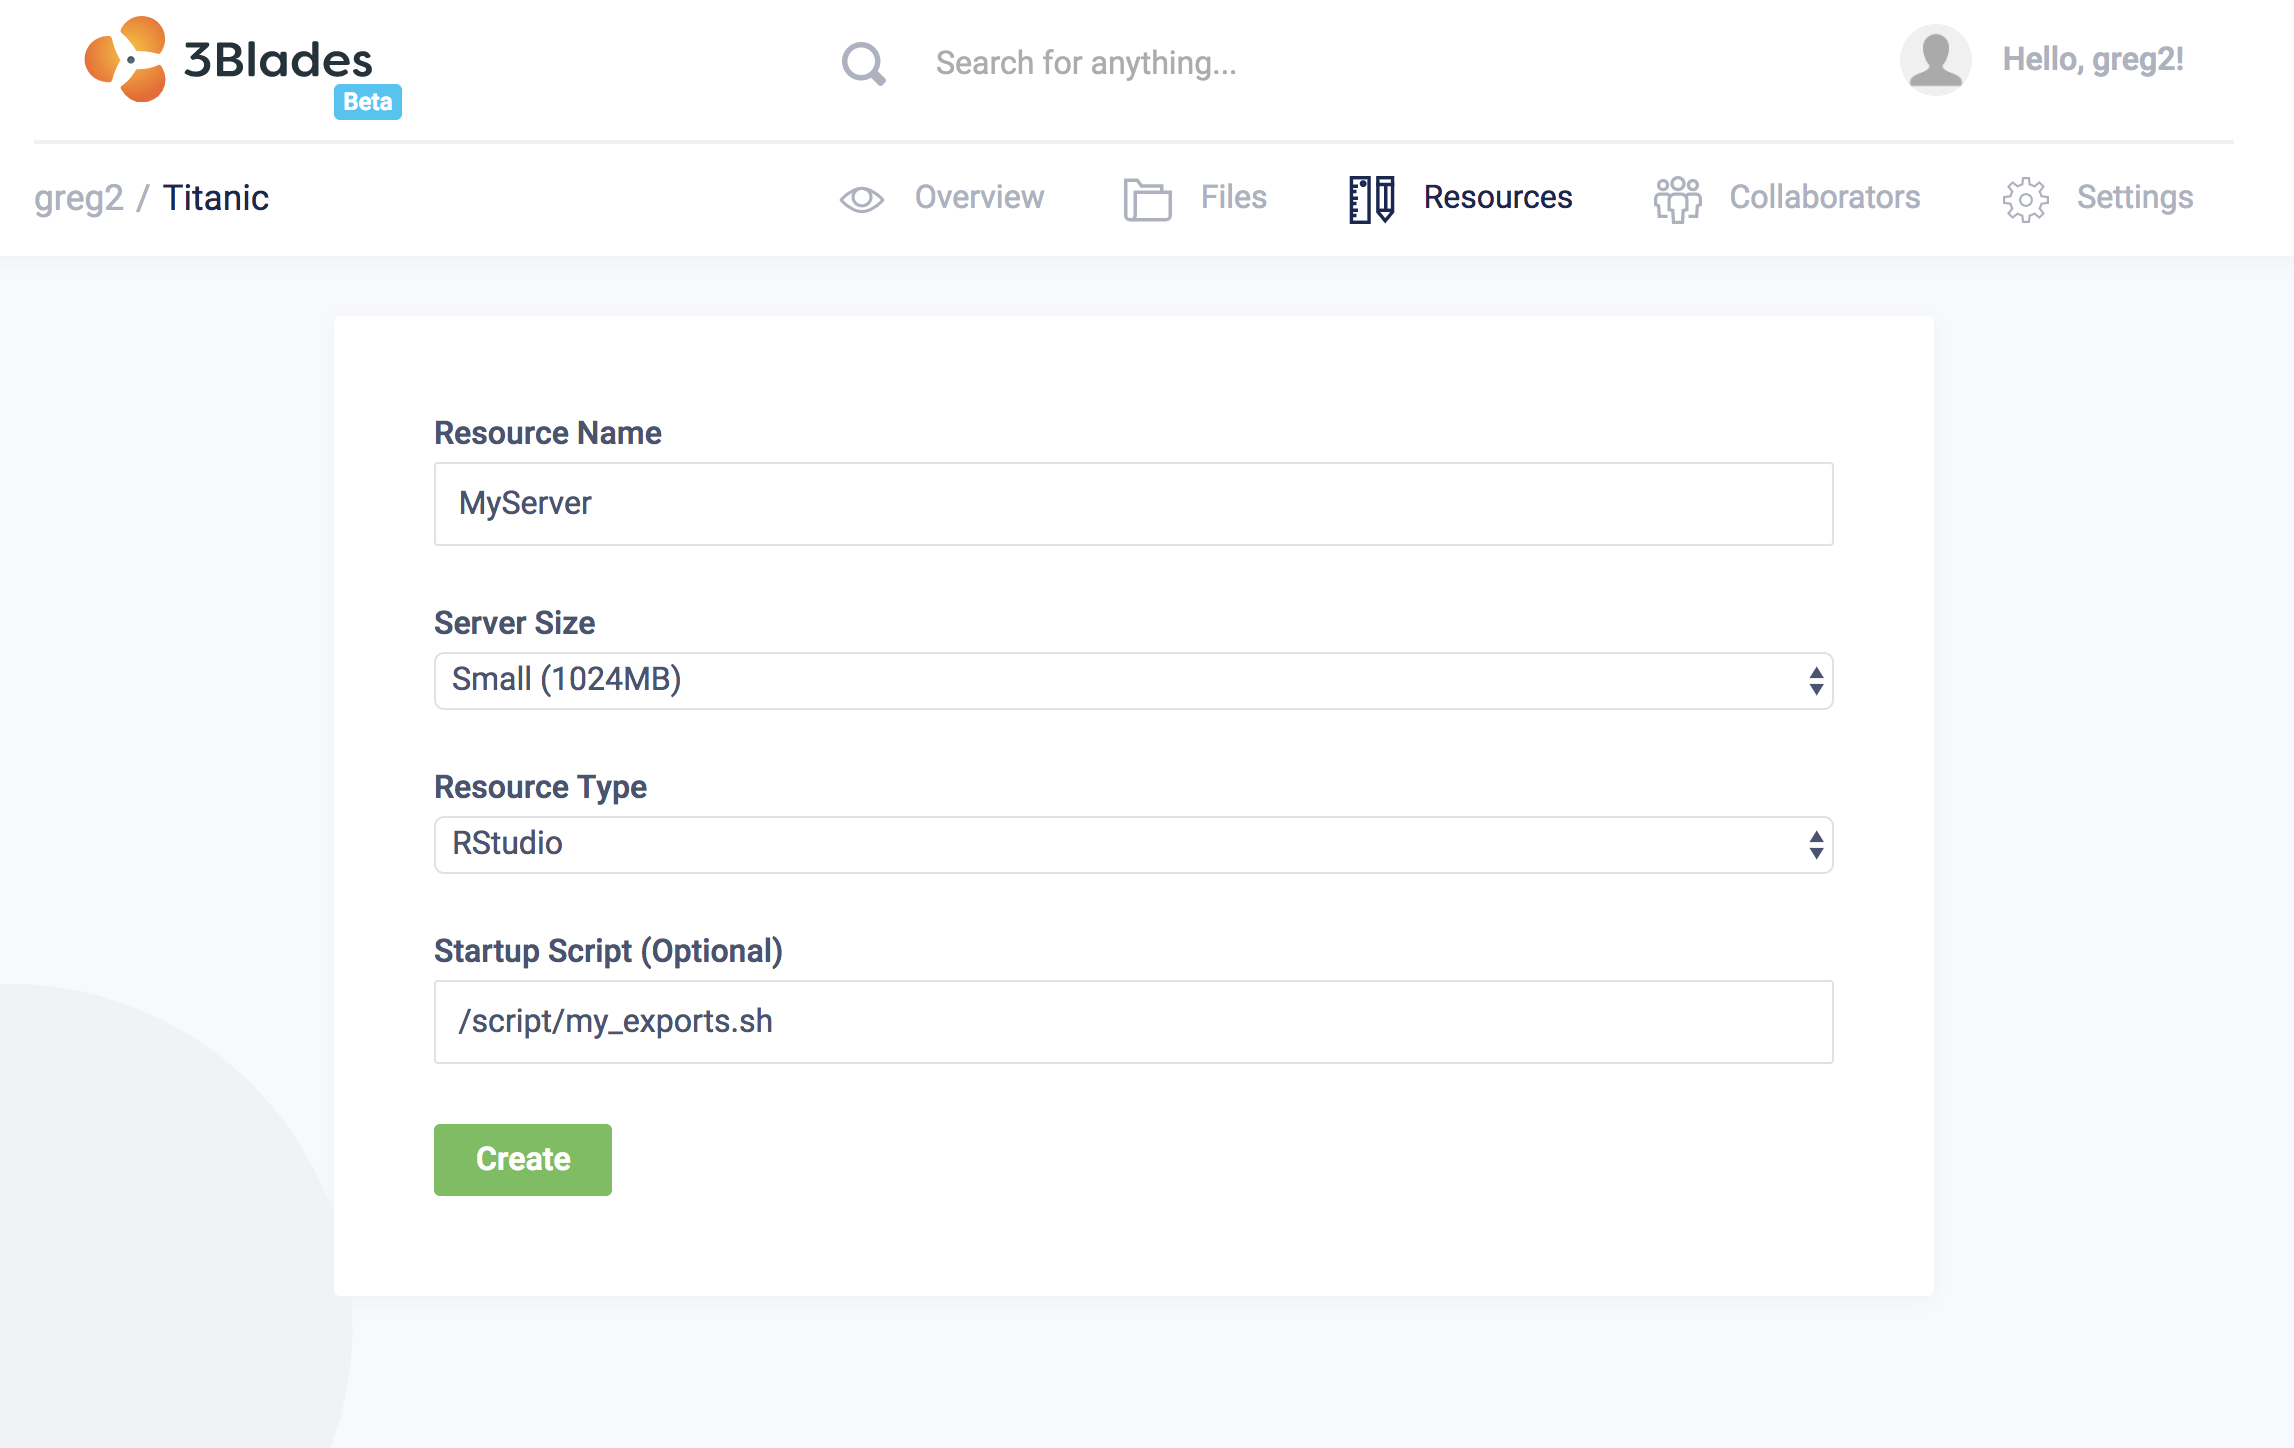 3Blades
Beta
Search for anything...
Hello, greg2!
greg2 / Titanic
Overview
Files
Resources
Collaborators
Settings
Resource Name
MyServer
Server Size
Small (1024MB)
Resource Type
RStudio
Startup Script (Optional)
/script/my_exports.sh
Create